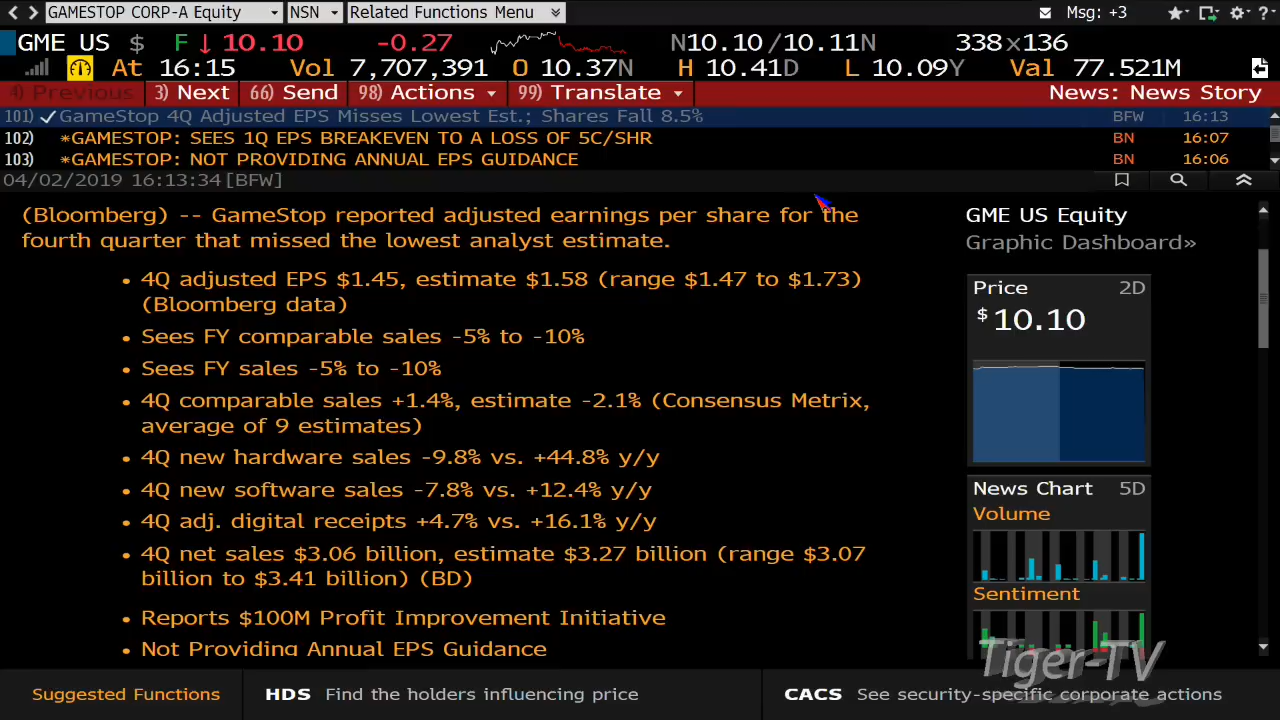 GAMESTOP CORP-A Equity NSN Related Functions Menu Msg: +3
GME US $ F ↓ 10.10 -0.27 N10.10 /10.11N 338x136
At 16:15 Vol 7,707,391 O 10.37N H 10.41D L 10.09Y Val 77.521M
4) Previous 3) Next 66) Send 98) Actions 99) Translate News: News Story
101) GameStop 4Q Adjusted EPS Misses Lowest Est.; Shares Fall 8.5% BFW 16:13
102) *GAMESTOP: SEES 1Q EPS BREAKEVEN TO A LOSS OF 5C/SHR BN 16:07
103) *GAMESTOP: NOT PROVIDING ANNUAL EPS GUIDANCE BN 16:06
04/02/2019 16:13:34 [BFW]
(Bloomberg) -- GameStop reported adjusted earnings per share for the
fourth quarter that missed the lowest analyst estimate.
• 4Q adjusted EPS $1.45, estimate $1.58 (range $1.47 to $1.73)
(Bloomberg data)
• Sees FY comparable sales -5% to -10%
• Sees FY sales -5% to -10%
• 4Q comparable sales +1.4%, estimate -2.1% (Consensus Metrix,
average of 9 estimates)
• 4Q new hardware sales -9.8% vs. +44.8% y/y
• 4Q new software sales -7.8% vs. +12.4% y/y
• 4Q adj. digital receipts +4.7% vs. +16.1% y/y
• 4Q net sales $3.06 billion, estimate $3.27 billion (range $3.07
billion to $3.41 billion) (BD)
• Reports $100M Profit Improvement Initiative
• Not Providing Annual EPS Guidance
GME US Equity
Graphic Dashboard»
Price 2D
$10.10
News Chart 5D
Volume
Sentiment
Tiger-TV
Suggested Functions HDS Find the holders influencing price CACS See security-specific corporate actions